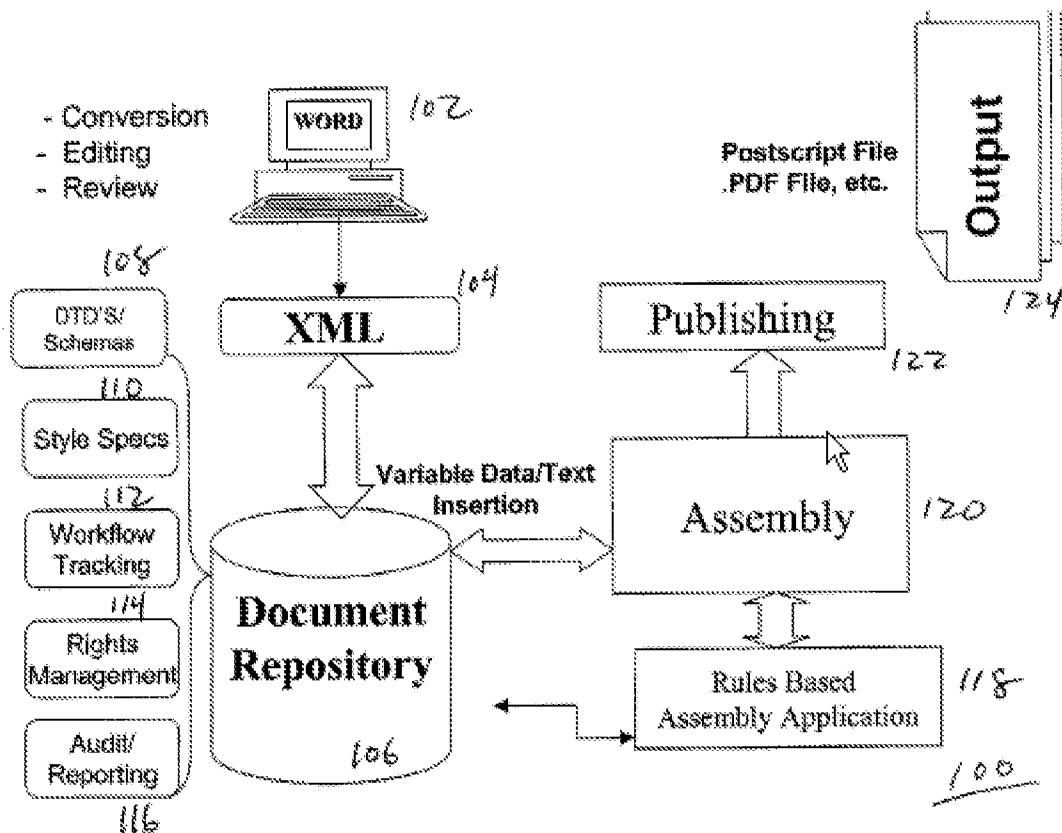 - Conversion
- Editing
- Review
WORD
102
Postscript File
.PDF File, etc.
Output
124
108
DTD'S/
Schemas
104
XML
Publishing
122
110
Style Specs
Variable Data/Text
Insertion
Assembly
120
112
Workflow
Tracking
114
Rights
Management
Document
Repository
106
Rules Based
Assembly Application
118
Audit/
Reporting
116
100